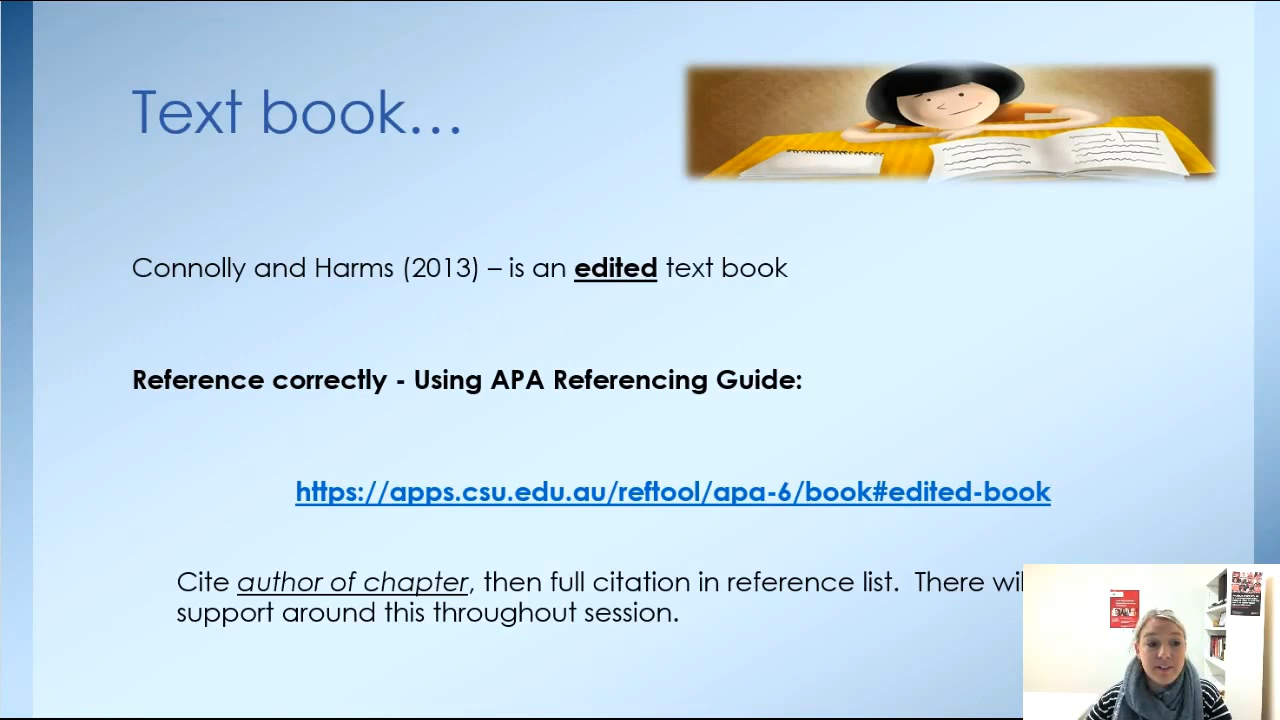 Text book…
Connolly and Harms (2013) – is an edited text book
Reference correctly - Using APA Referencing Guide:
https://apps.csu.edu.au/reftool/apa-6/book#edited-book
Cite author of chapter, then full citation in reference list.  There
support around this throughout session.